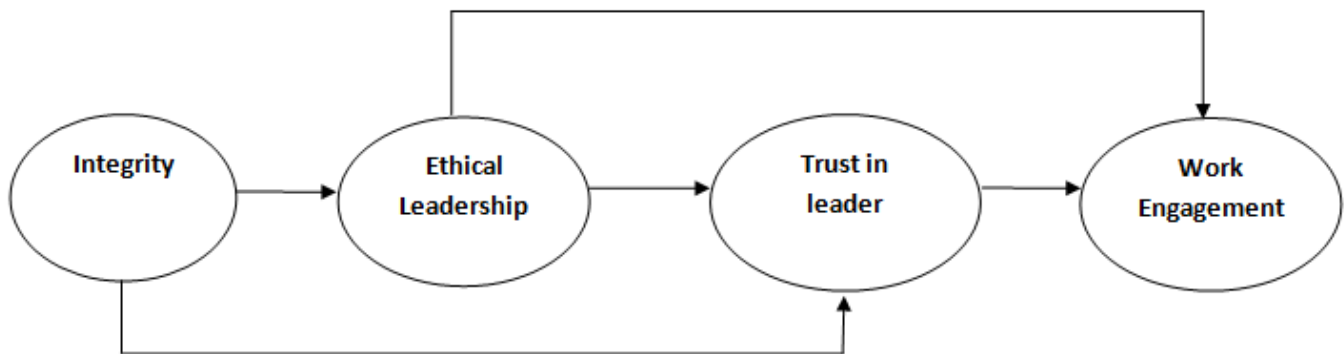 Integrity
Ethical
Leadership
Trust in
leader
Work
Engagement